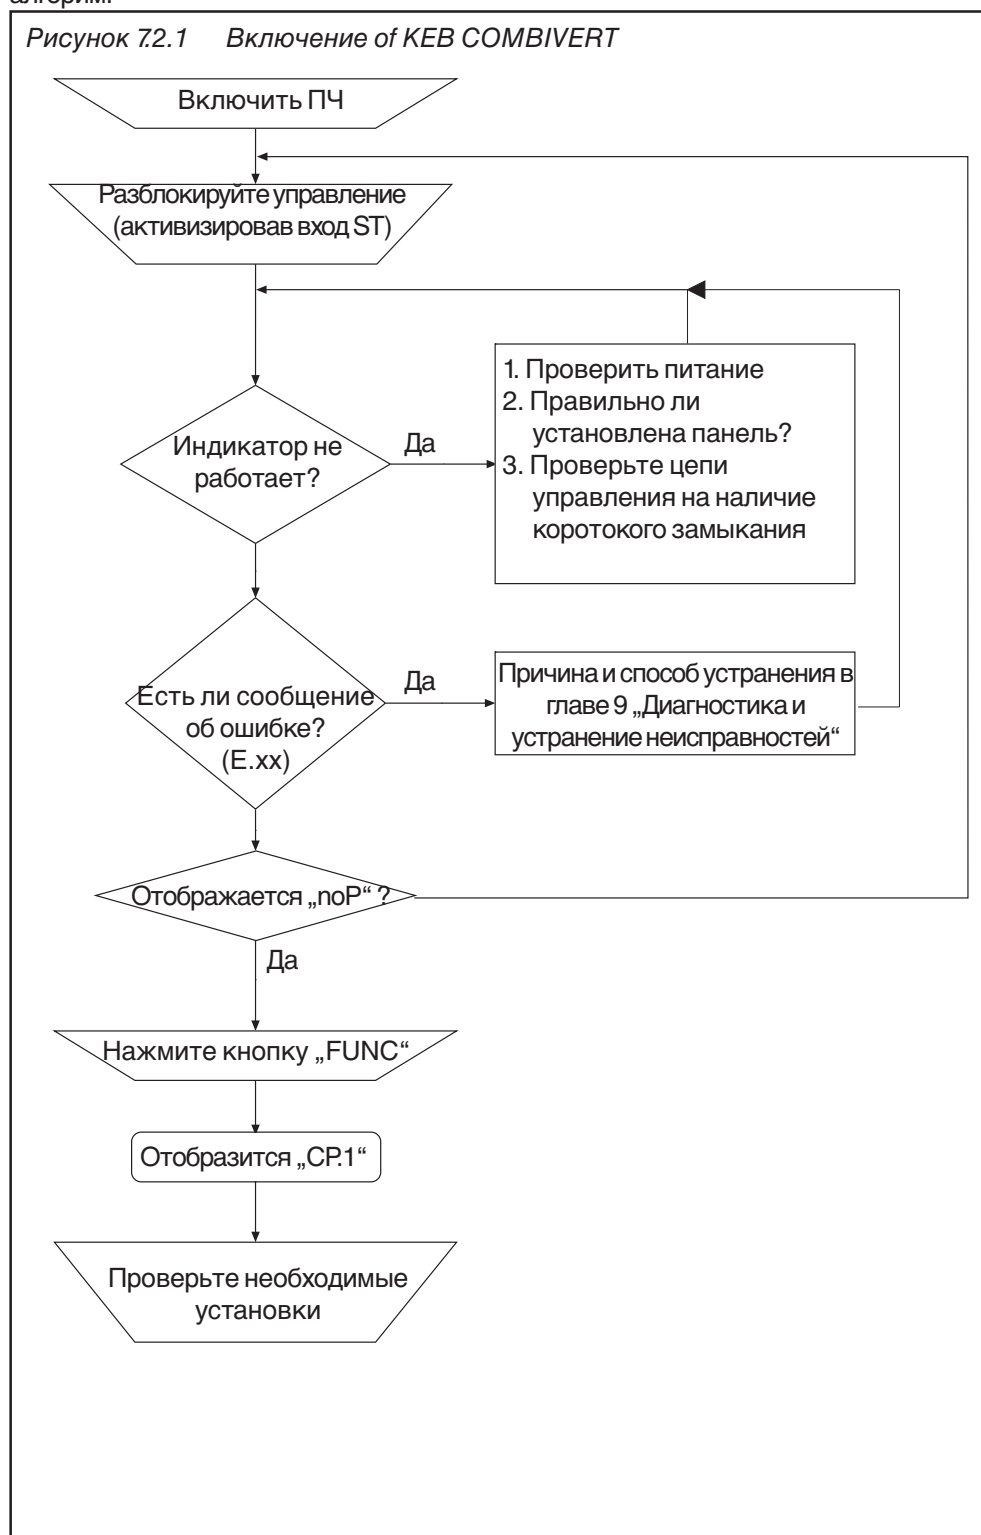 алгорим.
Рисунок 7.2.1 Включение of KEB COMBIVERT
Включить ПЧ
Разблокируйте управление
(активизировав вход ST)
Индикатор не
работает?
Да
1. Проверить питание
2. Правильно ли
установлена панель?
3. Проверьте цепи
управления на наличие
коротокого замыкания
Есть ли сообщение
об ошибке?
(E.xx)
Да
Причина и способ устранения в
главе 9 „Диагностика и
устранение неисправностей“
Отображается „noP“ ?
Да
Нажмите кнопку „FUNC“
Отобразится „CP.1“
Проверьте необходимые
установки